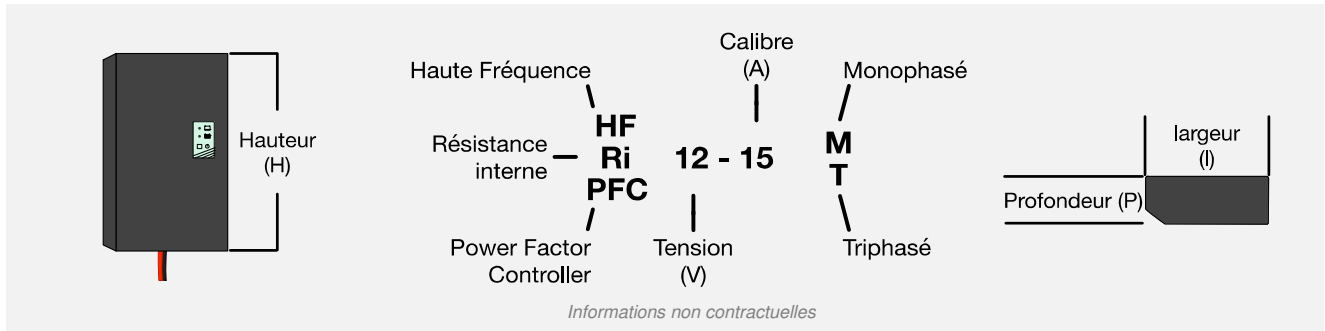 Hauteur
(H)
Haute Fréquence
Résistance
interne
HF
Ri
PFC
Power Factor
Controller
12 - 15
Calibre
(A)
Tension
(V)
Monophasé
M
T
Triphasé
largeur
(l)
Profondeur (P)
Informations non contractuelles